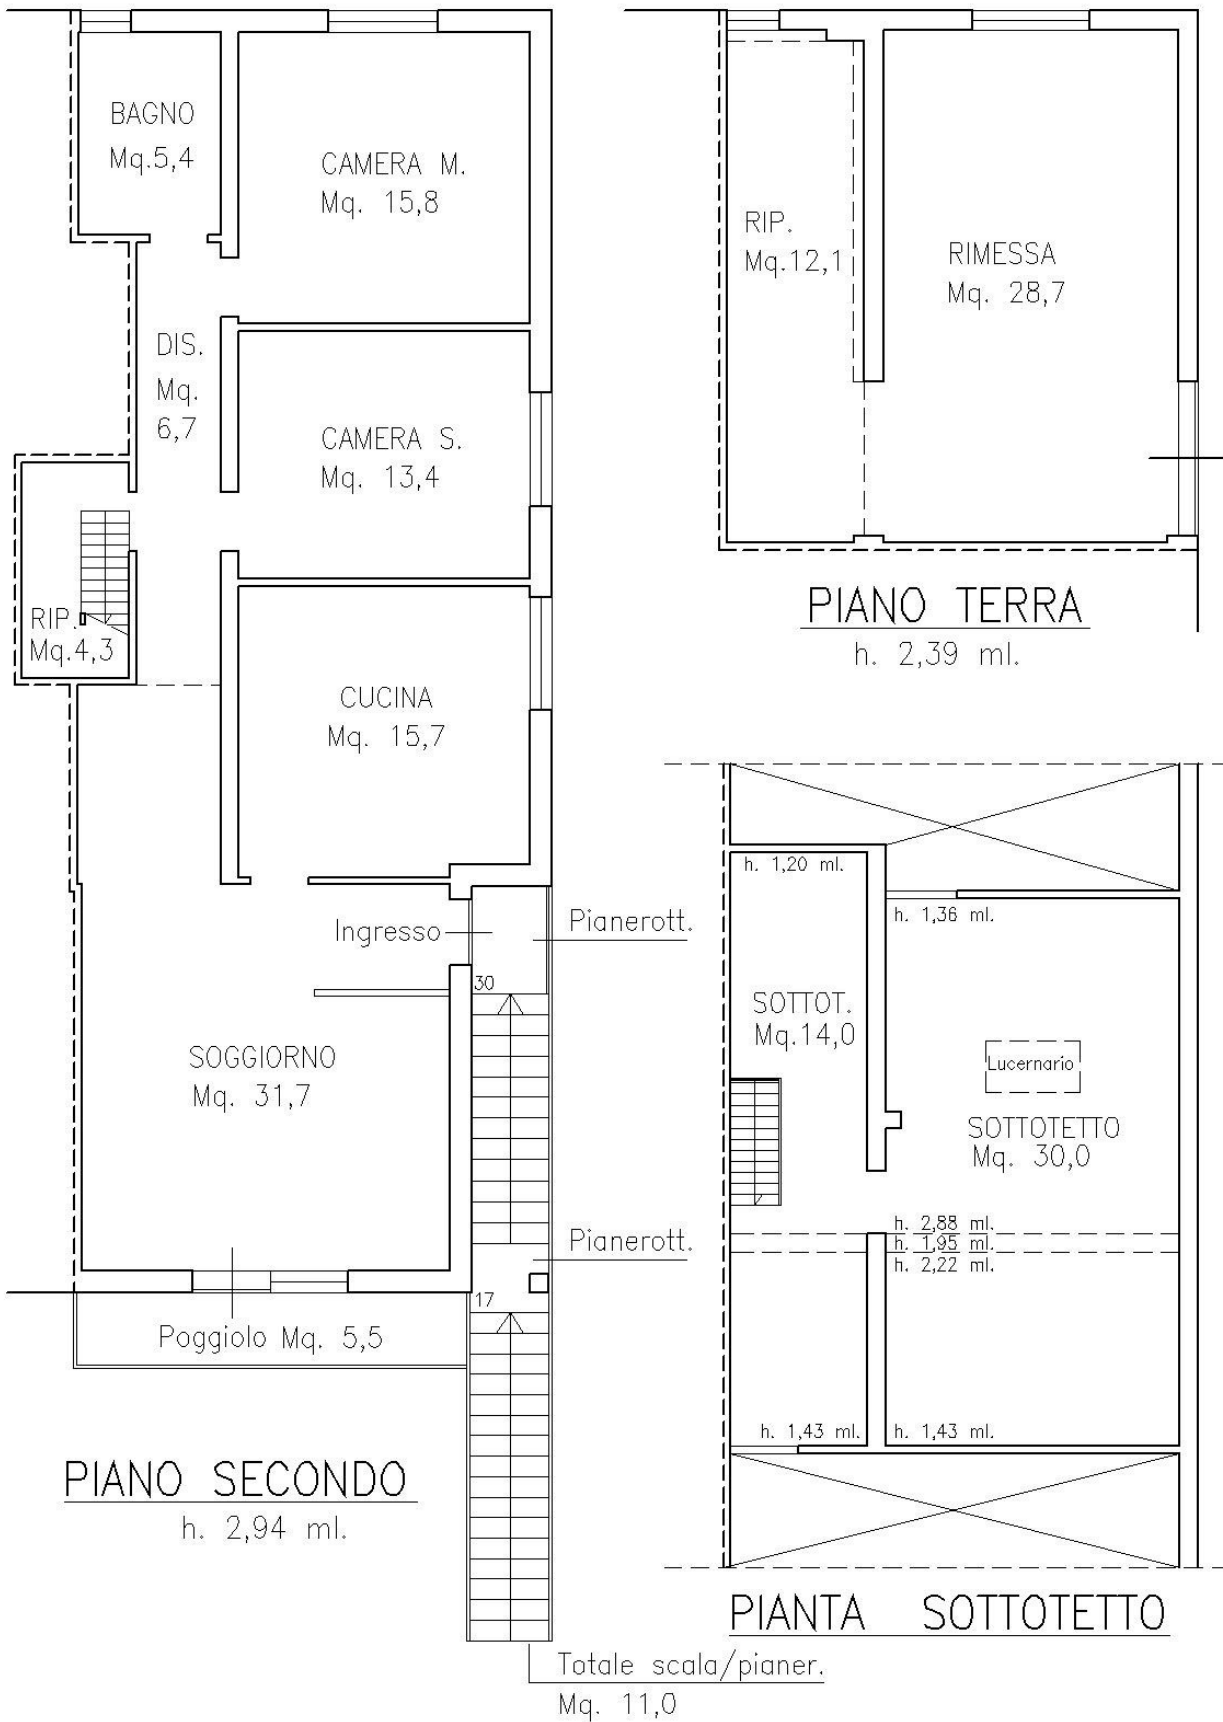 BAGNO
Mq.5,4
CAMERA M.
Mq. 15,8
DIS.
Mq.
6,7
CAMERA S.
Mq. 13,4
RIP.
Mq.4,3
CUCINA
Mq. 15,7
Ingresso
Pianerott.
30
SOGGIORNO
Mq. 31,7
Pianerott.
17
Poggiolo Mq. 5,5
PIANO SECONDO
h. 2,94 ml.
Totale scala/pianer.
Mq. 11,0
RIP.
Mq.12,1
RIMESSA
Mq. 28,7
PIANO TERRA
h. 2,39 ml.
h. 1,20 ml.
h. 1,36 ml.
SOTTOT.
Mq.14,0
Lucernario
SOTTOTETTO
Mq. 30,0
h. 2,88 ml.
h. 1,95 ml.
h. 2,22 ml.
h. 1,43 ml.
h. 1,43 ml.
PIANTA SOTTOTETTO